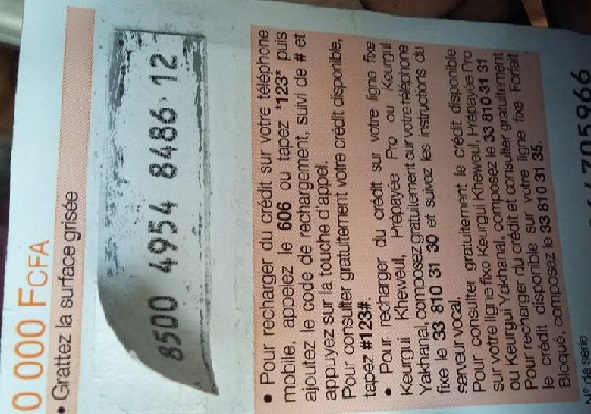 0 000 FCFA
• Grattez la surface grisée
8500 4954 8486 12
• Pour recharger du crédit sur votre téléphone
mobile, appelez le 606 ou tapez *123* puis
ajoutez le code de rechargement, suivi de # et
appuyez sur la touche d'appel.
Pour consulter gratuitement votre crédit disponible,
tapez #123#.
• Pour recharger du crédit sur votre ligne fixe
Keurgui Kheweul, Prépayée Pro ou Keurgui
Yakhanal, composez gratuitement sur votre téléphone
fixe le 33 810 31 30 et suivez les instructions du
serveur vocal.
Pour consulter gratuitement le crédit disponible
sur votre ligne fixe Keurgui Kheweul, Prépayée Pro
ou Keurgui Yakhanal, composez le 33 810 31 31
Pour recharger du crédit et consulter gratuitement
le crédit disponible sur votre ligne fixe Forfait
Bloqué, composez le 33 810 31 35.
N° de série
705966